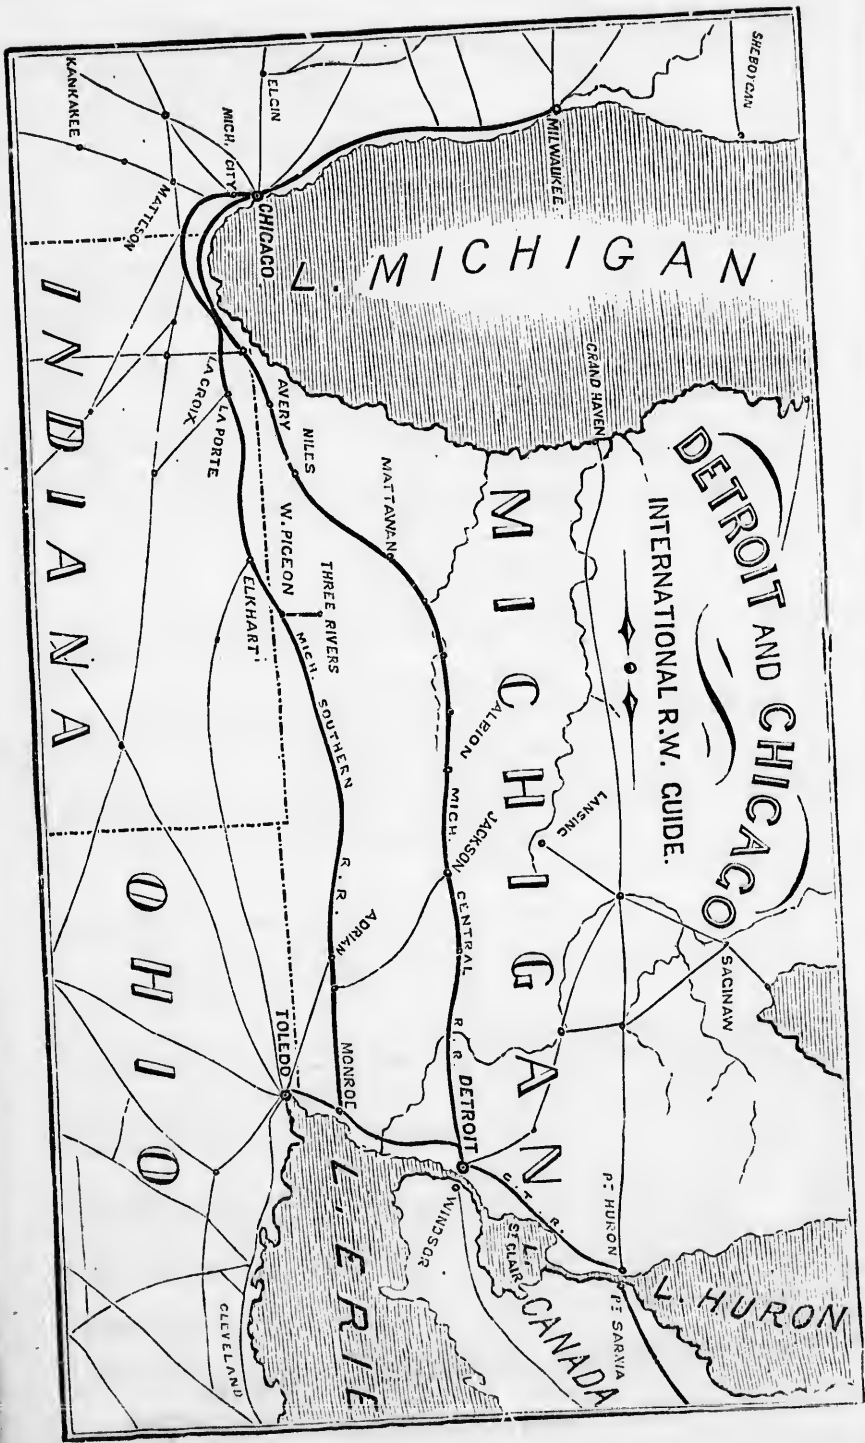 DETROIT AND CHICAGO
INTERNATIONAL R.W. GUIDE.
SHEBOYGAN
MILWAUKEE
L. MICHIGAN
GRAND HAVEN
SAGINAW
LANSING
MICHIGAN
PT HURON
L. HURON
PT SARNIA
G. T. R.
L. ST CLAIR
CANADA
DETROIT
WINDSOR
ELGIN
CHICAGO
MICH. CITY
KANKAKEE
MATTESON
MATTAWAN
ALBION
MICH. CENTRAL R. R.
JACKSON
NILES
AVERY
LA CROIX
LA PORTE
W. PIGEON
THREE RIVERS
ELKHART
MICH. SOUTHERN R. R.
ADRIAN
MONROE
TOLEDO
L. ERIE
CLEVELAND
INDIANA
OHIO